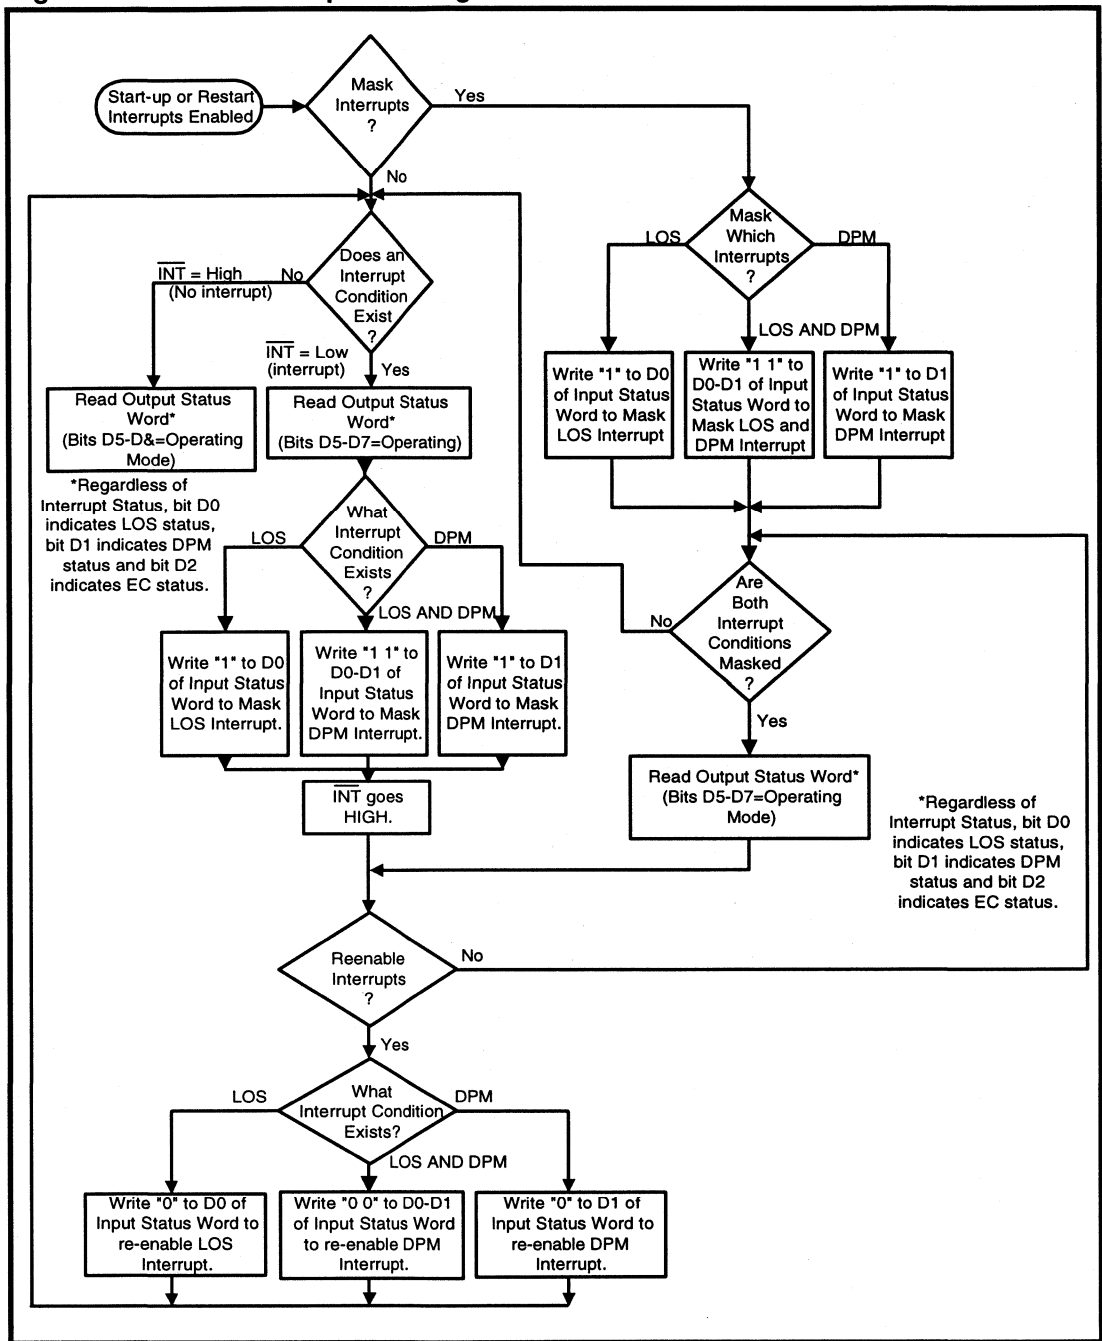 Start-up or Restart
Interrupts Enabled
Mask
Interrupts
?
Yes
No
Mask
Which
Interrupts
?
LOS
DPM
LOS AND DPM
Write "1" to D0
of Input Status
Word to Mask
LOS Interrupt
Write "1 1" to
D0-D1 of Input
Status Word to
Mask LOS and
DPM Interrupt
Write "1" to D1
of Input Status
Word to Mask
DPM Interrupt
Does an
Interrupt
Condition
Exist
?
INT = High
(No interrupt)
No
INT = Low
(interrupt)
Yes
Read Output Status
Word*
(Bits D5-D&=Operating
Mode)
Read Output Status
Word*
(Bits D5-D7=Operating)
*Regardless of
Interrupt Status, bit D0
indicates LOS status,
bit D1 indicates DPM
status and bit D2
indicates EC status.
What
Interrupt
Condition
Exists
?
LOS
DPM
LOS AND DPM
Write "1" to D0
of Input Status
Word to Mask
LOS Interrupt.
Write "1 1" to
D0-D1 of
Input Status
Word to Mask
DPM Interrupt.
Write "1" to D1
of Input Status
Word to Mask
DPM Interrupt.
INT goes
HIGH.
Are
Both
Interrupt
Conditions
Masked
?
No
Yes
Read Output Status Word*
(Bits D5-D7=Operating
Mode)
*Regardless of
Interrupt Status, bit D0
indicates LOS status,
bit D1 indicates DPM
status and bit D2
indicates EC status.
Reenable
Interrupts
?
No
Yes
What
Interrupt Condition
Exists?
LOS
DPM
LOS AND DPM
Write "0" to D0 of
Input Status Word to
re-enable LOS
Interrupt.
Write "0 0" to D0-D1
of Input Status Word
to re-enable DPM
Interrupt.
Write "0" to D1 of
Input Status Word to
re-enable DPM
Interrupt.